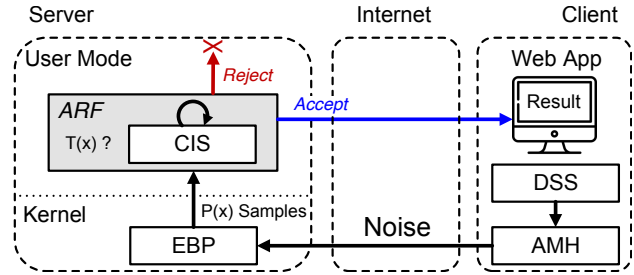 Server
Internet
Client
User Mode
Reject
Web App
ARF
Accept
Result
T(x) ?
CIS
DSS
P(x) Samples
Kernel
Noise
EBP
AMH